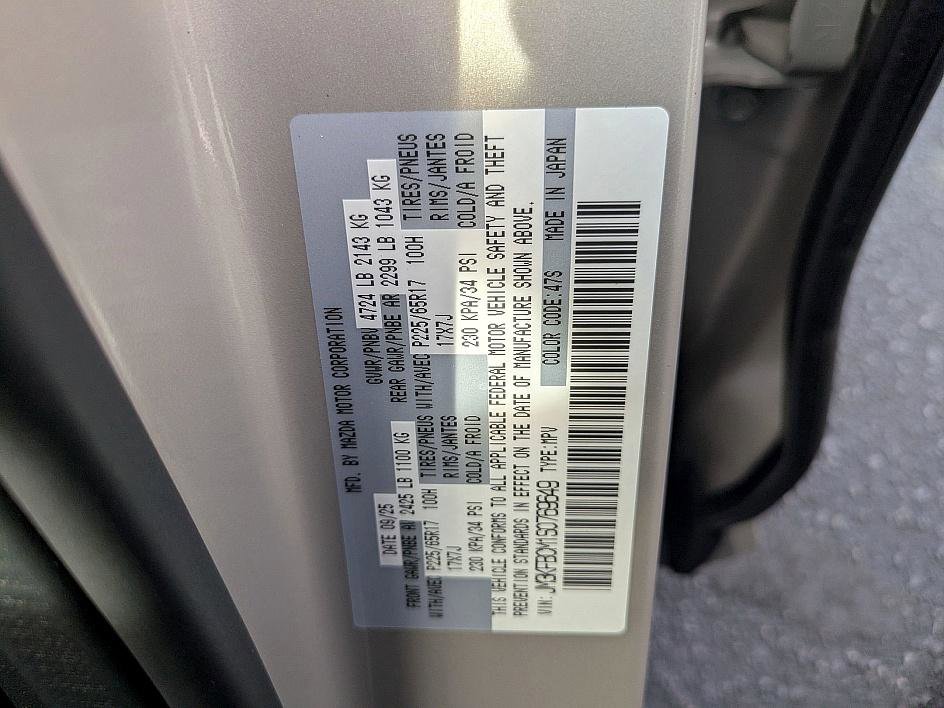 MFD. BY MAZDA MOTOR CORPORATION
DATE 09/25 GVWR/PNBV 4724 LB 2143 KG
FRONT GAWR/PNBE AV 2425 LB 1100 KG REAR GAWR/PNBE AR 2299 LB 1043 KG
WITH/AVEC P225/65R17 100H TIRES/PNEUS WITH/AVEC P225/65R17 100H TIRES/PNEUS
17X7J RIMS/JANTES 17X7J RIMS/JANTES
230 KPA/34 PSI COLD/A FROID 230 KPA/34 PSI COLD/A FROID
THIS VEHICLE CONFORMS TO ALL APPLICABLE FEDERAL MOTOR VEHICLE SAFETY AND THEFT
PREVENTION STANDARDS IN EFFECT ON THE DATE OF MANUFACTURE SHOWN ABOVE.
VIN: JM3KFBCM1S0769649 TYPE:MPV COLOR CODE:47S MADE IN JAPAN